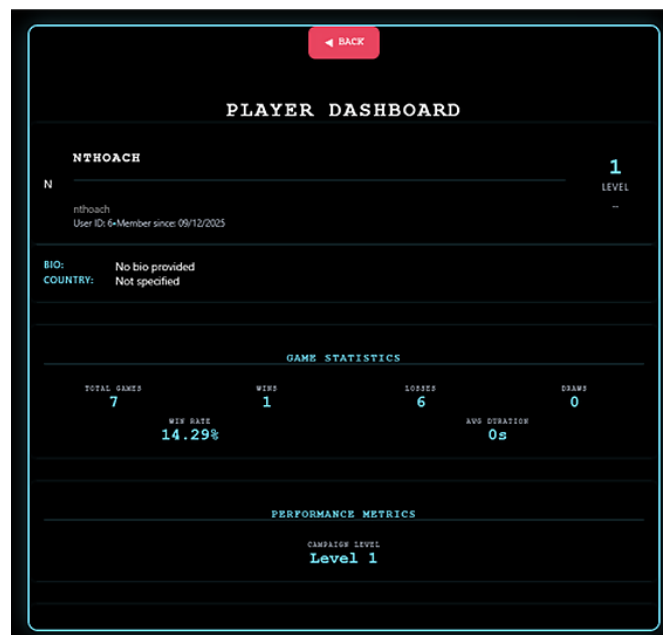 ◀ BACK
PLAYER DASHBOARD
NTHOACH
1
N
LEVEL
nthoach
--
User ID: 6•Member since: 09/12/2025
BIO: No bio provided
COUNTRY: Not specified
GAME STATISTICS
TOTAL GAMES WINS LOSSES DRAWS
7 1 6 0
WIN RATE AVG DURATION
14.29% 0s
PERFORMANCE METRICS
CAMPAIGN LEVEL
Level 1